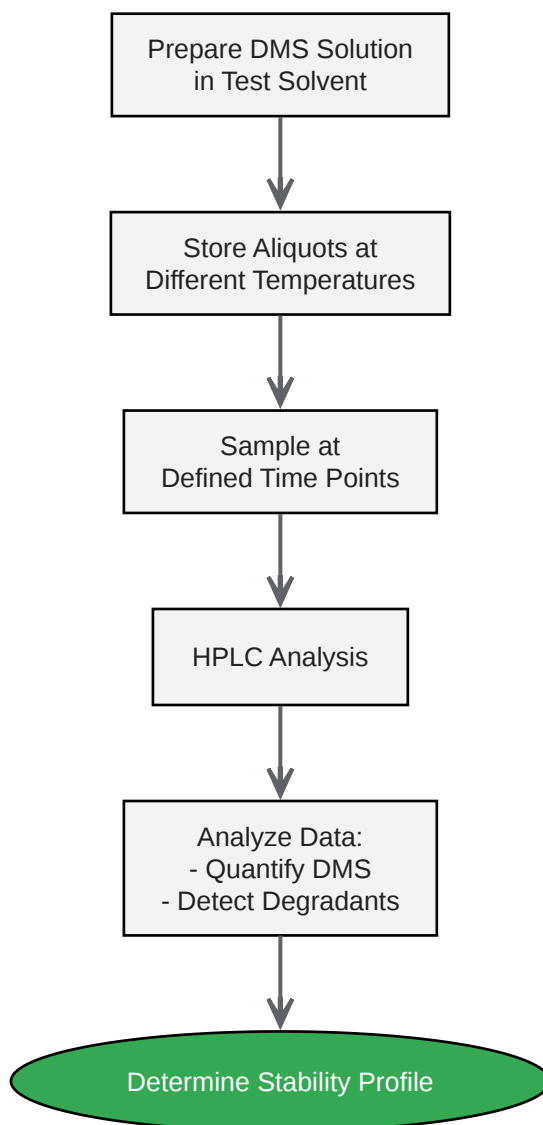 Prepare DMS Solution
in Test Solvent
Store Aliquots at
Different Temperatures
Sample at
Defined Time Points
HPLC Analysis
Analyze Data:
- Quantify DMS
- Detect Degradants
Determine Stability Profile